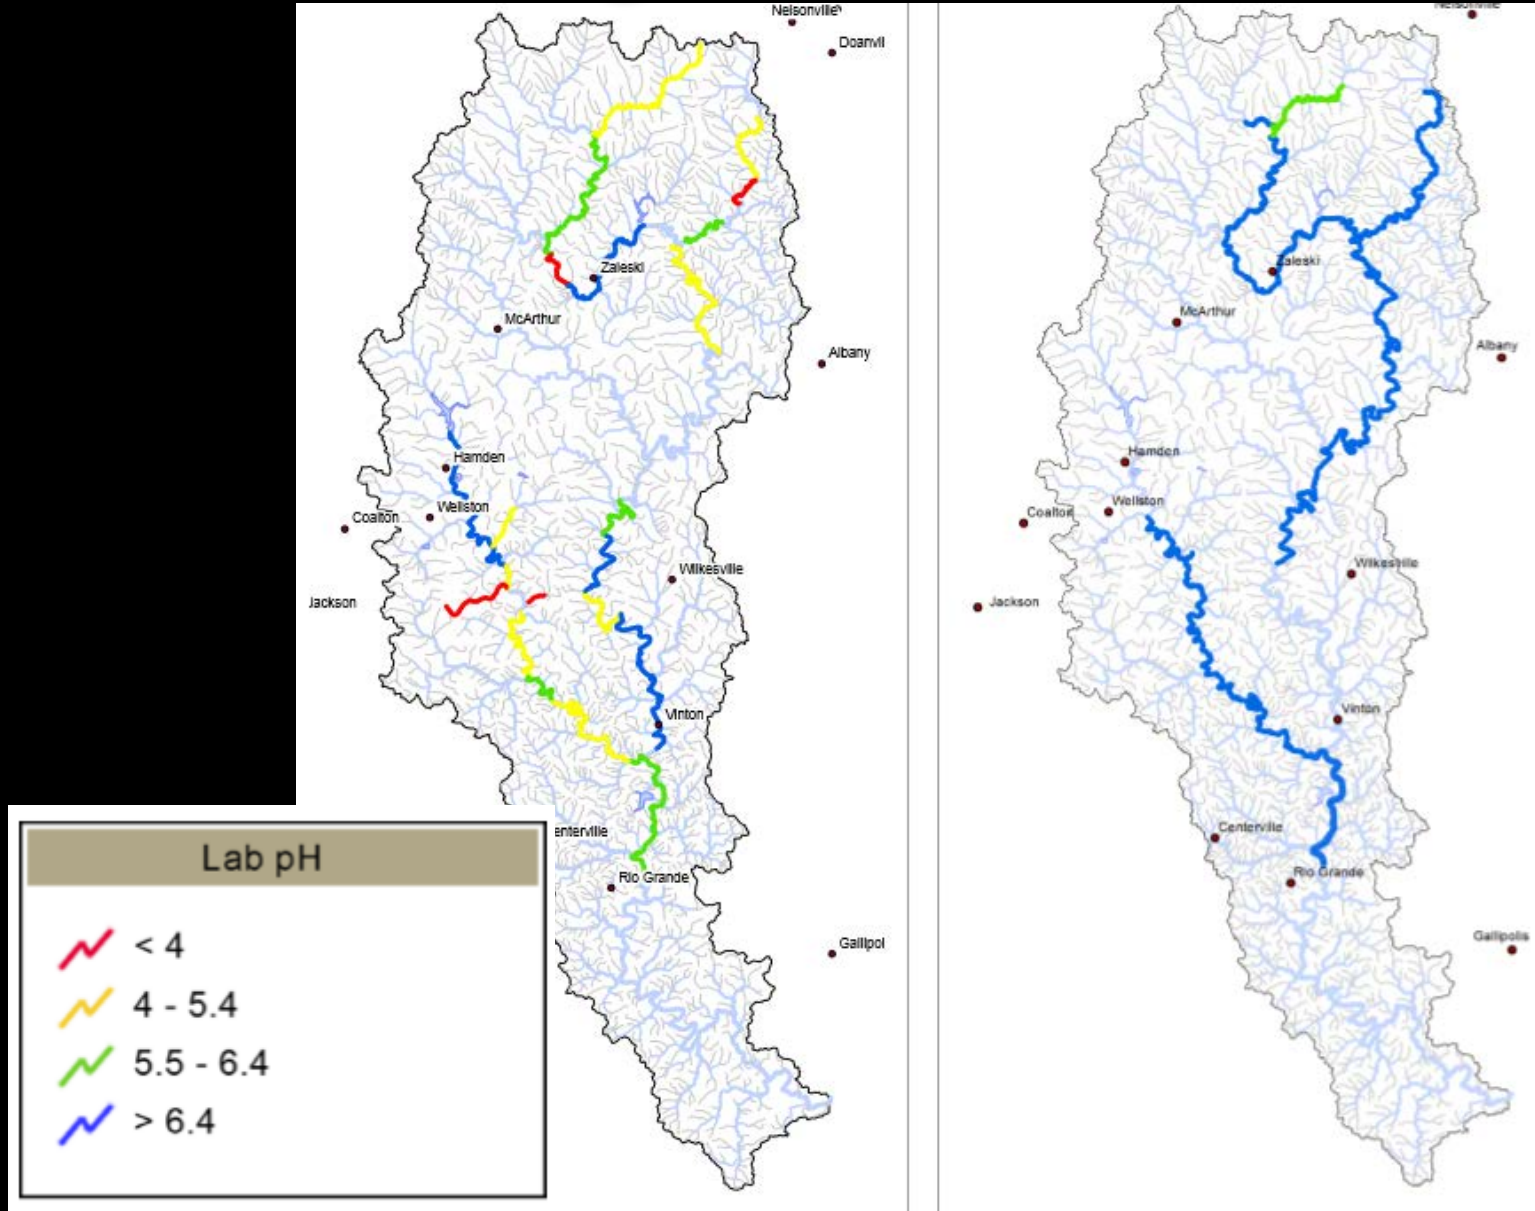 Nelsonville
Doanvil
Zaleski
McArthur
Albany
Hamden
Wellston
Coalton
Wilkesville
Jackson
Vinton
enterville
Rio Grande
Gallipol
Lab pH
< 4
4 - 5.4
5.5 - 6.4
> 6.4
Nelsonville
Zaleski
McArthur
Albany
Hamden
Wellston
Coalton
Wilkesville
Jackson
Vinton
Centerville
Rio Grande
Gallipolis